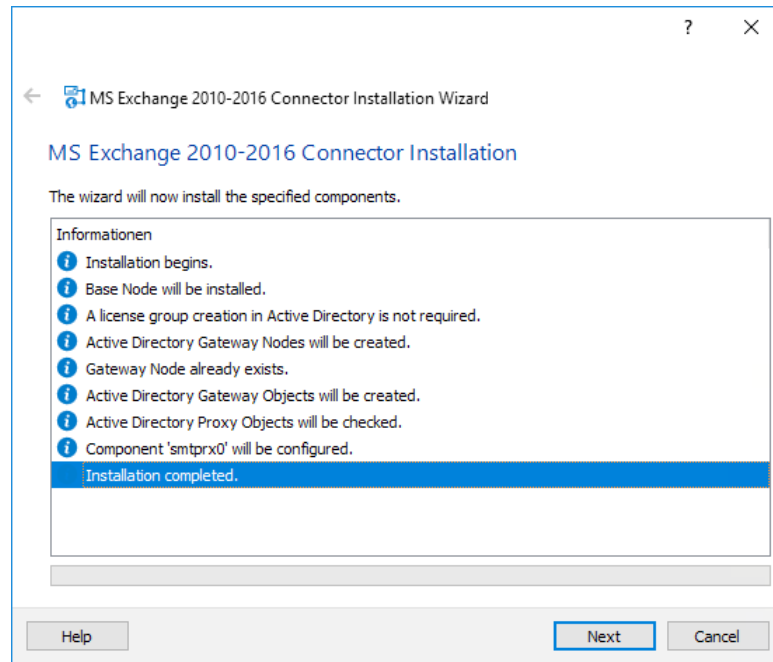 ?
MS Exchange 2010-2016 Connector Installation Wizard
MS Exchange 2010-2016 Connector Installation
The wizard will now install the specified components.
Informationen
Installation begins.
Base Node will be installed.
A license group creation in Active Directory is not required.
Active Directory Gateway Nodes will be created.
Gateway Node already exists.
Active Directory Gateway Objects will be created.
Active Directory Proxy Objects will be checked.
Component 'smtprx0' will be configured.
Installation completed.
Help Next Cancel